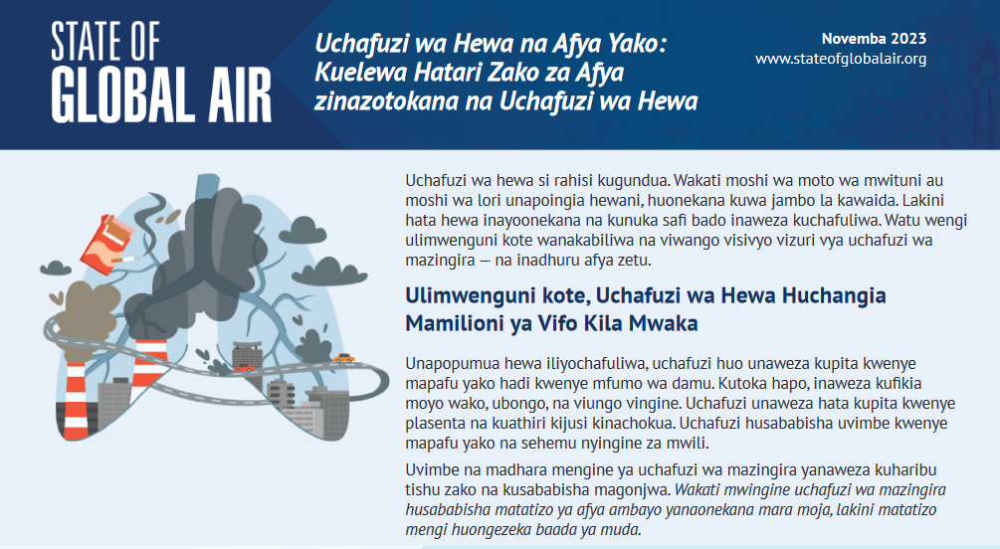 STATE OF
GLOBAL AIR
Uchafuzi wa Hewa na Afya Yako:
Kuelewa Hatari Zako za Afya
zinazotokana na Uchafuzi wa Hewa
Novemba 2023
www.stateofglobalair.org
Uchafuzi wa hewa si rahisi kugundua. Wakati moshi wa moto wa mwituni au
moshi wa lori unapoingia hewani, huonekana kuwa jambo la kawaida. Lakini
hata hewa inayoonekana na kunuka safi bado inaweza kuchafuliwa. Watu wengi
ulimwenguni kote wanakabiliwa na viwango visivyo vizuri vya uchafuzi wa
mazingira — na inadhuru afya zetu.
Ulimwenguni kote, Uchafuzi wa Hewa Huchangia
Mamilioni ya Vifo Kila Mwaka
Unapopumua hewa iliyochafuliwa, uchafuzi huo unaweza kupita kwenye
mapafu yako hadi kwenye mfumo wa damu. Kutoka hapo, inaweza kufikia
moyo wako, ubongo, na viungo vingine. Uchafuzi unaweza hata kupita kwenye
plasenta na kuathiri kijusi kinachokua. Uchafuzi husababisha uvimbe kwenye
mapafu yako na sehemu nyingine za mwili.
Uvimbe na madhara mengine ya uchafuzi wa mazingira yanaweza kuharibu
tishu zako na kusababisha magonjwa. Wakati mwingine uchafuzi wa mazingira
husababisha matatizo ya afya ambayo yanaonekana mara moja, lakini matatizo
mengi huongezeka baada ya muda.